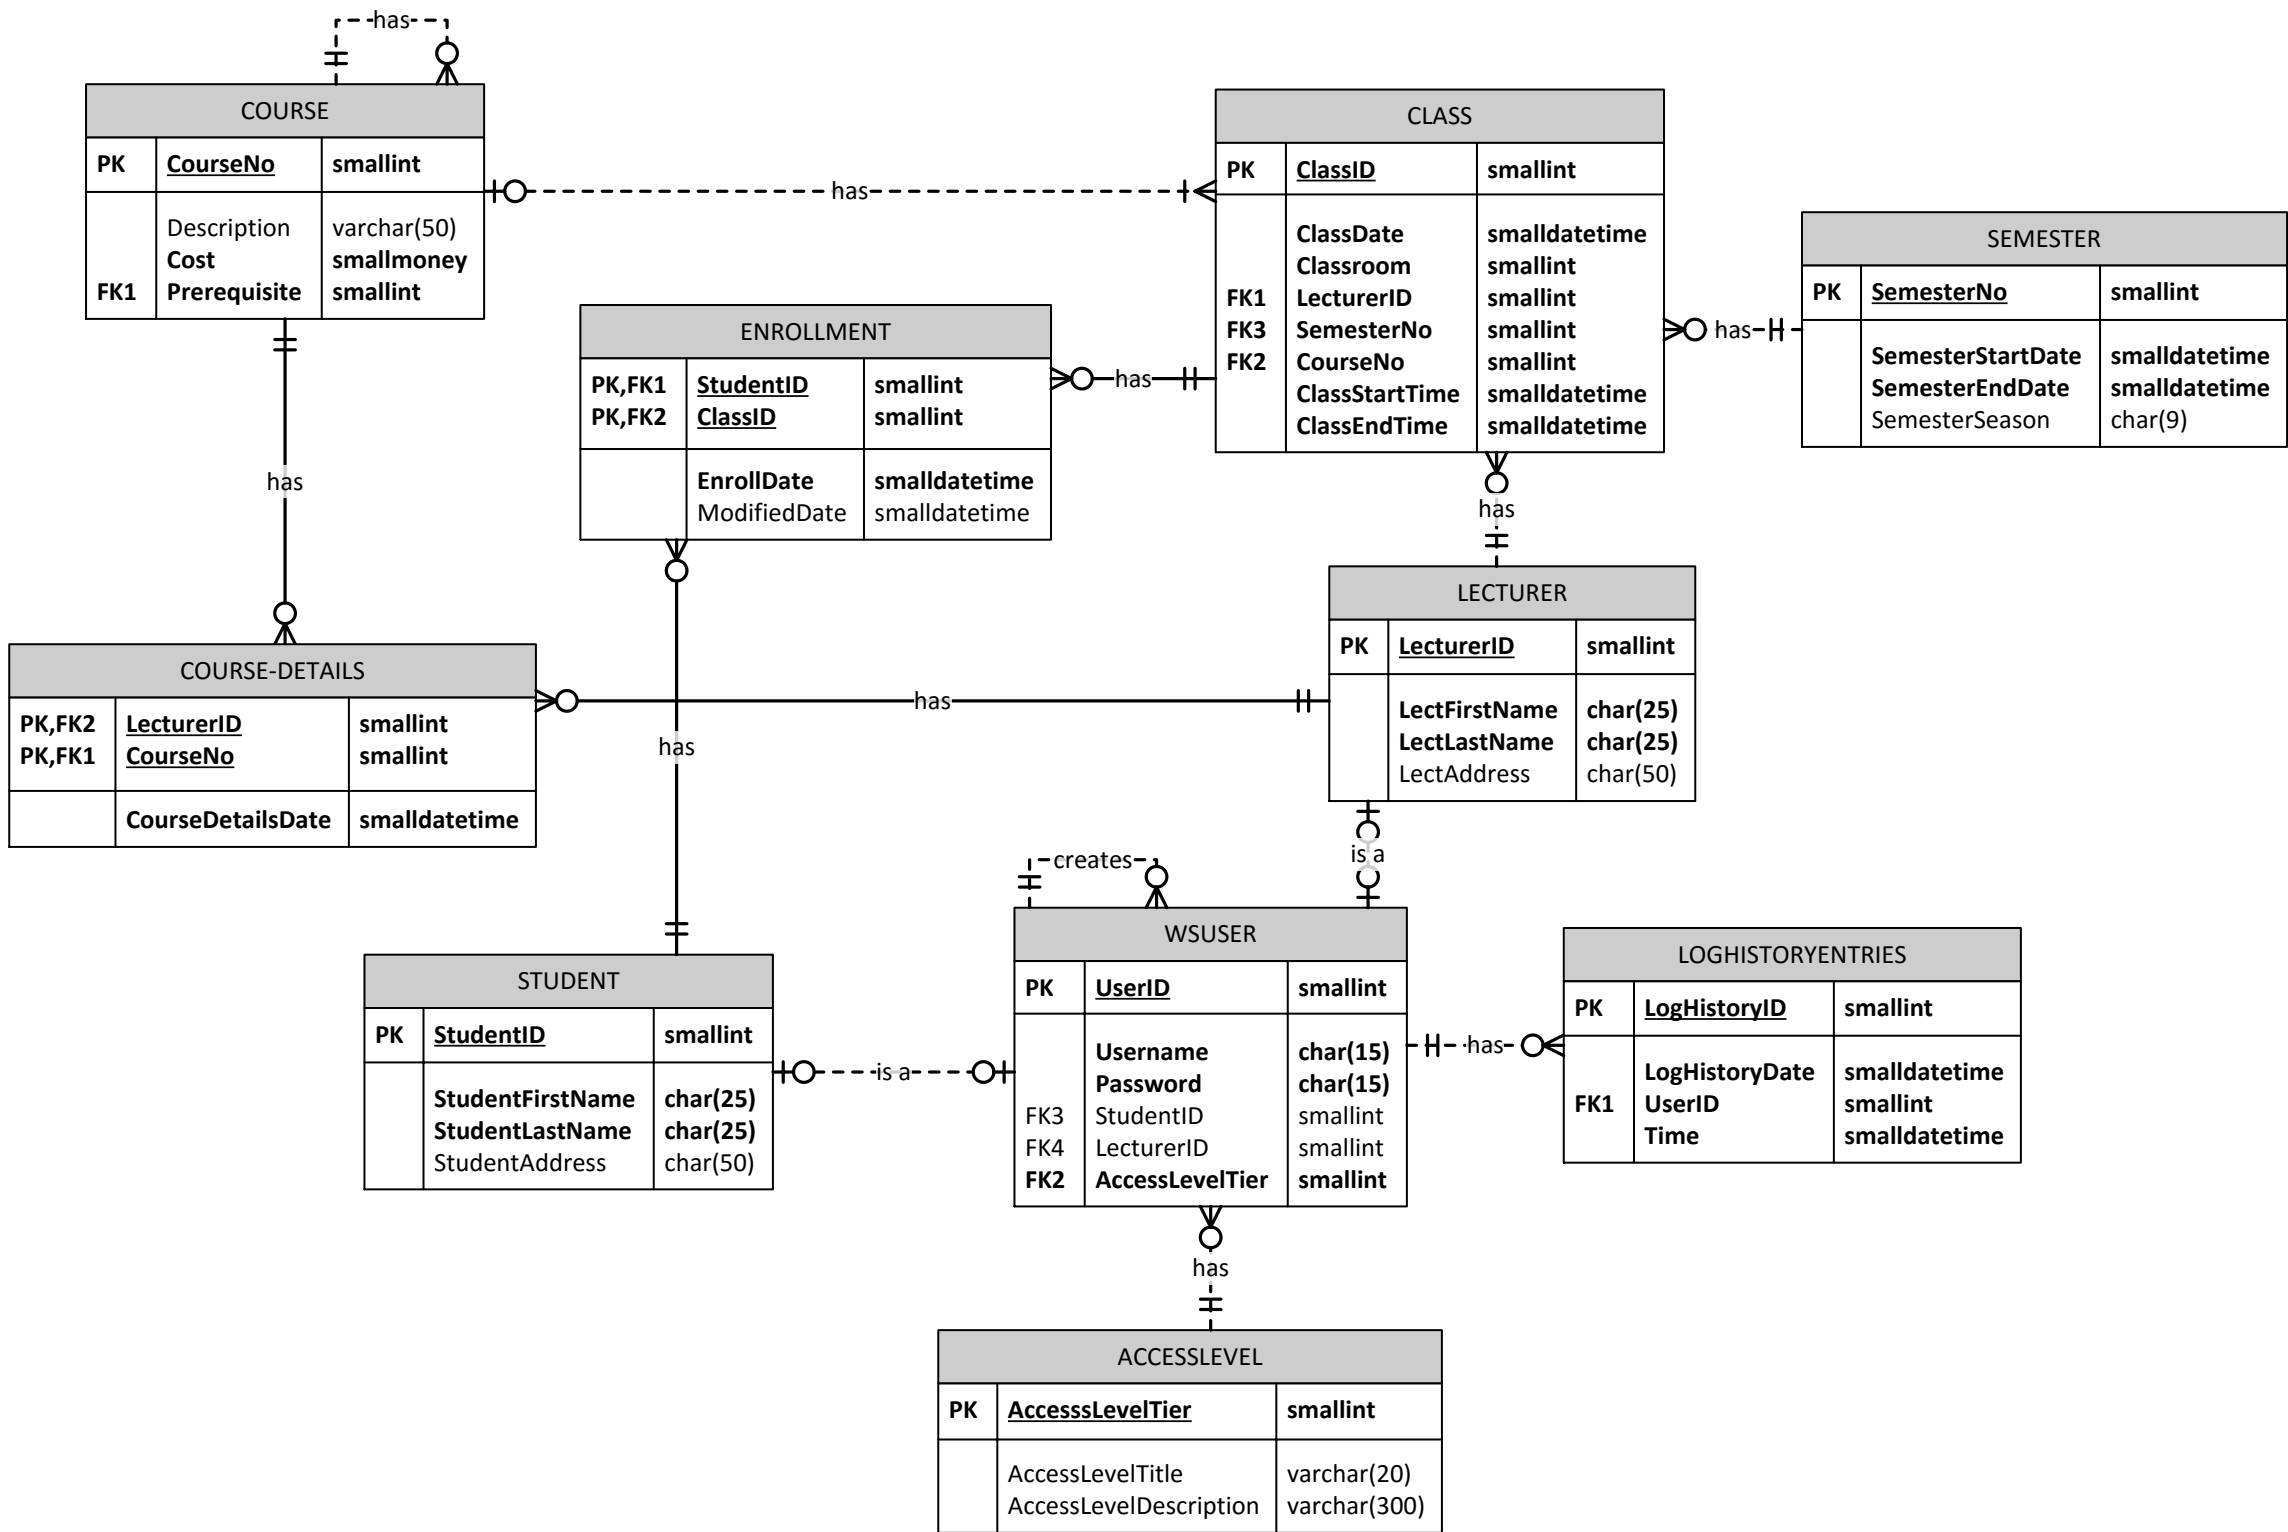 has
COURSE
PK CourseNo smallint
Description varchar(50)
Cost smallmoney
FK1 Prerequisite smallint
has
CLASS
PK ClassID smallint
ClassDate smalldatetime
Classroom smallint
FK1 LecturerID smallint
FK3 SemesterNo smallint
FK2 CourseNo smallint
ClassStartTime smalldatetime
ClassEndTime smalldatetime
has
SEMESTER
PK SemesterNo smallint
SemesterStartDate smalldatetime
SemesterEndDate smalldatetime
SemesterSeason char(9)
ENROLLMENT
PK,FK1 StudentID smallint
PK,FK2 ClassID smallint
EnrollDate smalldatetime
ModifiedDate smalldatetime
has
has
has
LECTURER
PK LecturerID smallint
LectFirstName char(25)
LectLastName char(25)
LectAddress char(50)
COURSE-DETAILS
PK,FK2 LecturerID smallint
PK,FK1 CourseNo smallint
CourseDetailsDate smalldatetime
has
has
is a
creates
WSUSER
PK UserID smallint
Username char(15)
Password char(15)
FK3 StudentID smallint
FK4 LecturerID smallint
FK2 AccessLevelTier smallint
has
LOGHISTORYENTRIES
PK LogHistoryID smallint
LogHistoryDate smalldatetime
FK1 UserID smallint
Time smalldatetime
STUDENT
PK StudentID smallint
StudentFirstName char(25)
StudentLastName char(25)
StudentAddress char(50)
is a
has
ACCESSLEVEL
PK AccesssLevelTier smallint
AccessLevelTitle varchar(20)
AccessLevelDescription varchar(300)